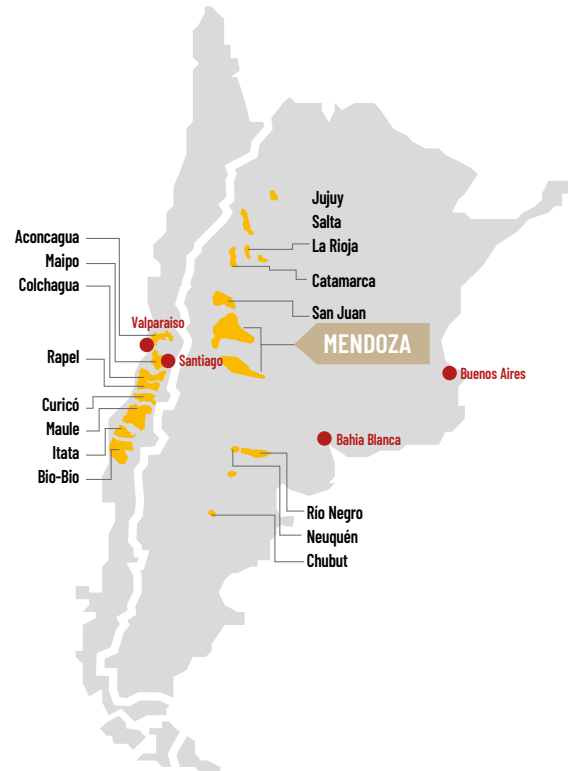 Jujuy
Salta
La Rioja
Catamarca
San Juan
MENDOZA
Aconcagua
Maipo
Colchagua
Valparaiso
Santiago
Rapel
Curicó
Maule
Itata
Bio-Bio
Buenos Aires
Bahia Blanca
Río Negro
Neuquén
Chubut